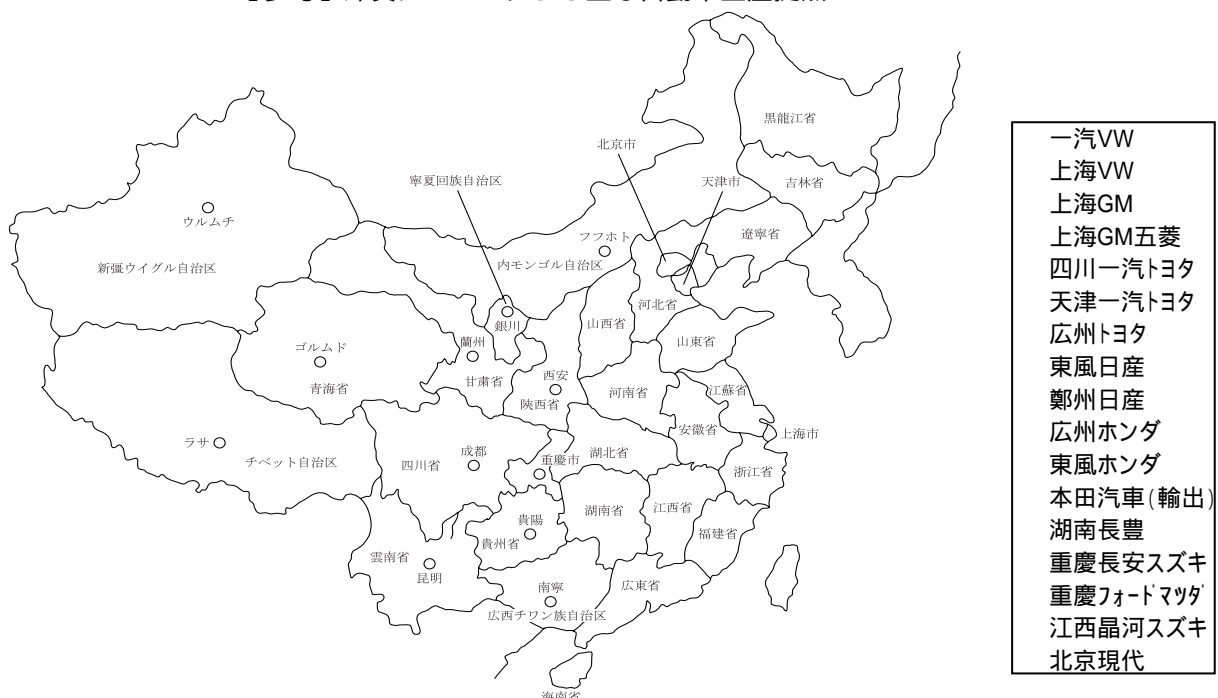 黒龍江省
北京市
吉林省
天津市
寧夏回族自治区
ウルムチ
フフホト
遼寧省
内モンゴル自治区
新彊ウイグル自治区
河北省
銀川
山西省
山東省
蘭州
ゴルムド
西安
甘粛省
河南省
青海省
江蘇省
陝西省
安徽省
上海市
ラサ
湖北省
チベット自治区
四川省
成都
重慶市
浙江省
湖南省
江西省
貴陽
福建省
貴州省
雲南省
昆明
広東省
南寧
広西チワン族自治区
海南省
一汽VW
上海VW
上海GM
上海GM五菱
四川一汽トヨタ
天津一汽トヨタ
広州トヨタ
東風日産
鄭州日産
広州ホンダ
東風ホンダ
本田汽車(輸出)
湖南長豊
重慶長安スズキ
重慶フォードマツダ
江西晶河スズキ
北京現代